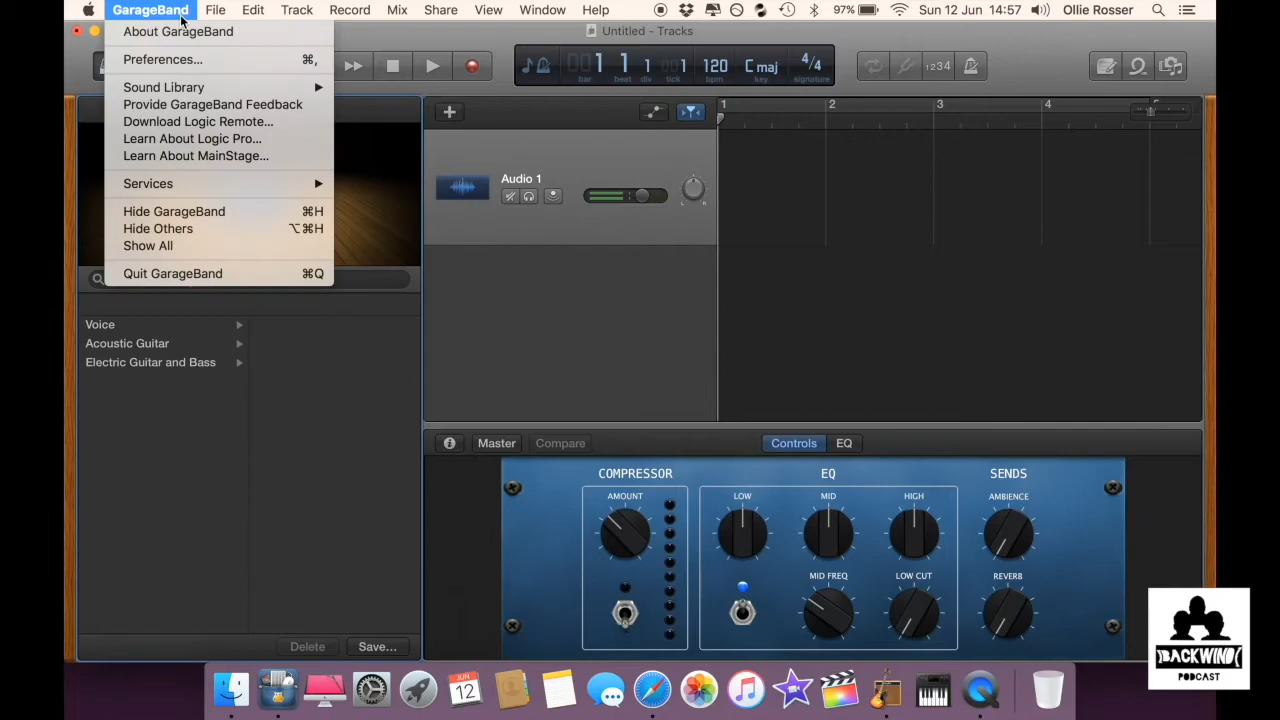 GarageBand File Edit Track Record Mix Share View Window Help 97% Sun 12 Jun 14:57 Ollie Rosser
Untitled - Tracks
About GarageBand
Preferences... ⌘,
Sound Library
Provide GarageBand Feedback
Download Logic Remote...
Learn About Logic Pro...
Learn About MainStage...
Services
Hide GarageBand ⌘H
Hide Others ⌥⌘H
Show All
Quit GarageBand ⌘Q
1 1 1 1 120 Cmaj 4/4
bar beat div tick bpm key signature
1234
1 2 3 4
Audio 1
L R
Voice
Acoustic Guitar
Electric Guitar and Bass
Delete Save...
Master Compare Controls EQ
COMPRESSOR EQ SENDS
AMOUNT LOW MID HIGH AMBIENCE
MID FREQ LOW CUT REVERB
JUN
12
BACKWIND
PODCAST